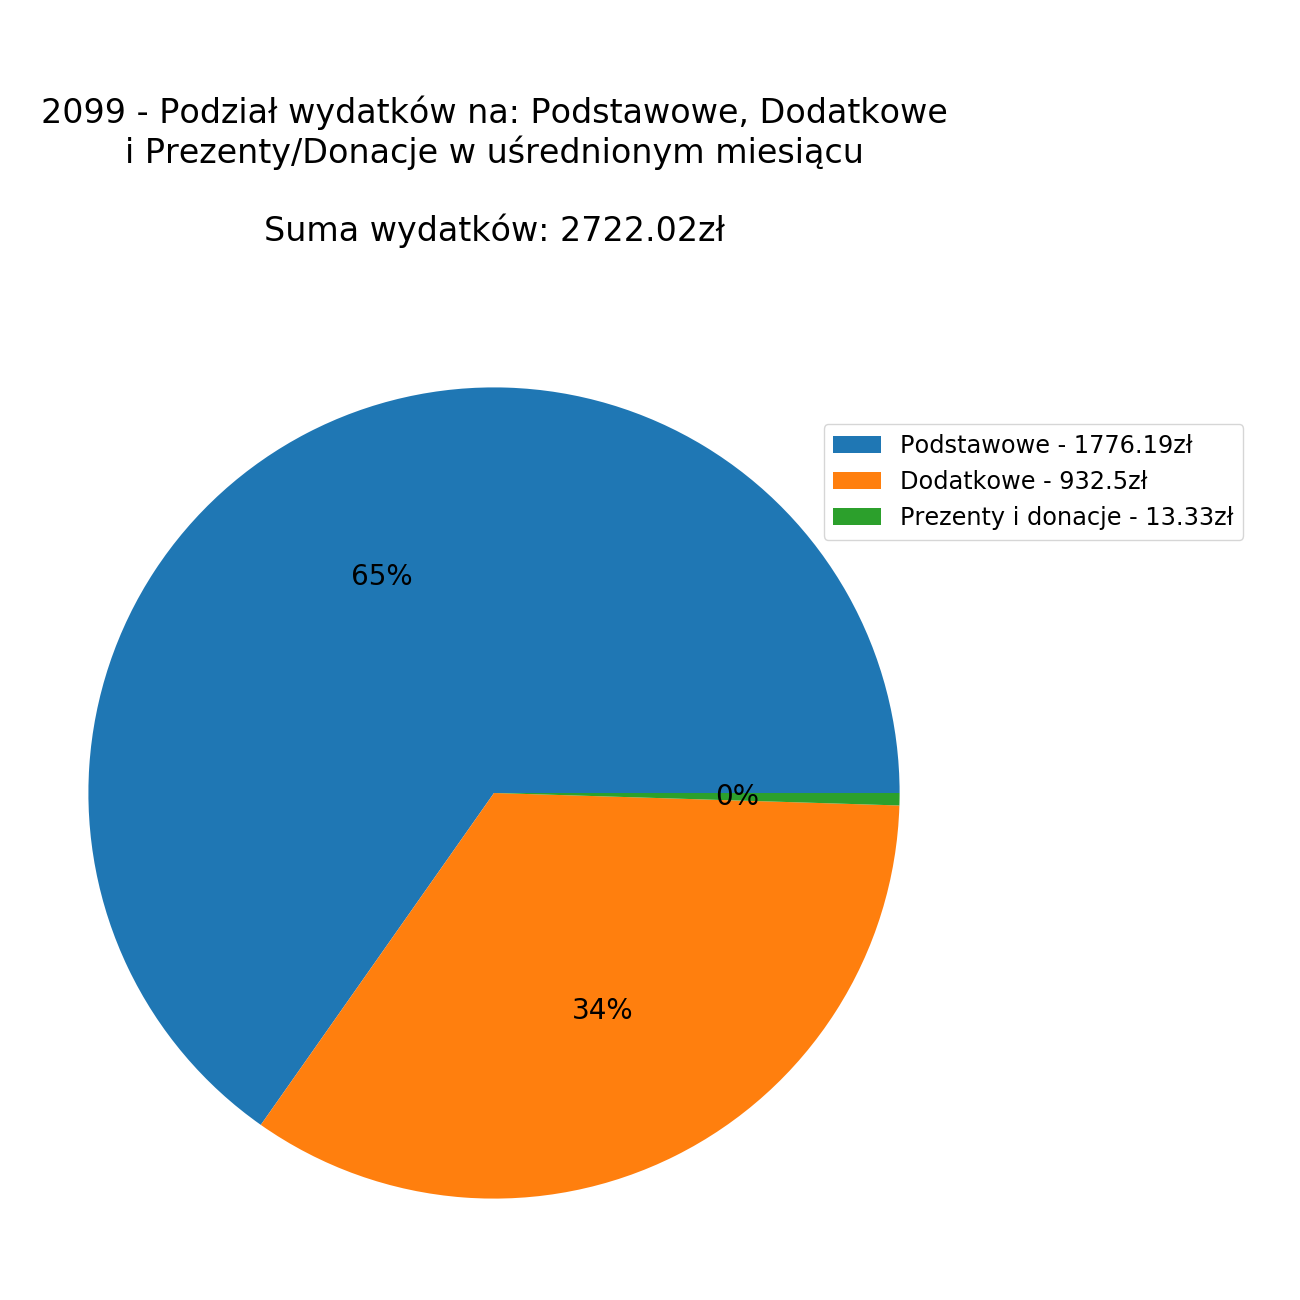 2099 - Podział wydatków na: Podstawowe, Dodatkowe
i Prezenty/Donacje w uśrednionym miesiącu
Suma wydatków: 2722.02zł
Podstawowe - 1776.19zł
Dodatkowe - 932.5zł
Prezenty i donacje - 13.33zł
65%
0%
34%